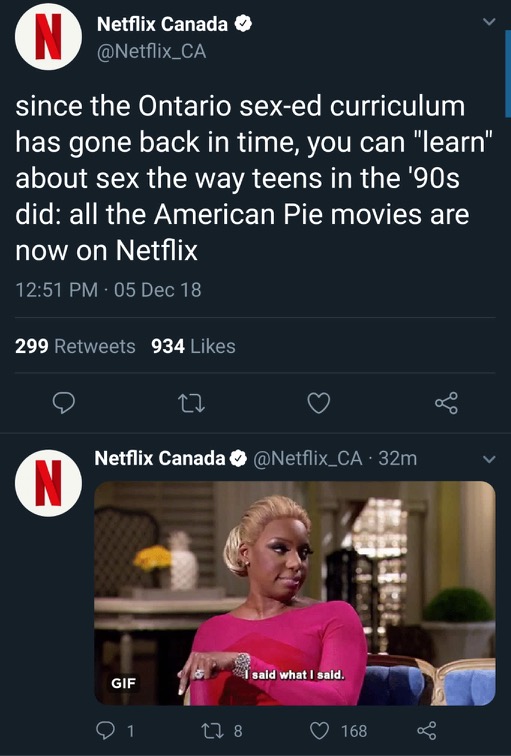 Netflix Canada
@Netflix_CA
since the Ontario sex-ed curriculum
has gone back in time, you can "learn"
about sex the way teens in the '90s
did: all the American Pie movies are
now on Netflix
12:51 PM · 05 Dec 18
299 Retweets 934 Likes
Netflix Canada @Netflix_CA · 32m
I said what I said.
GIF
1 8 168